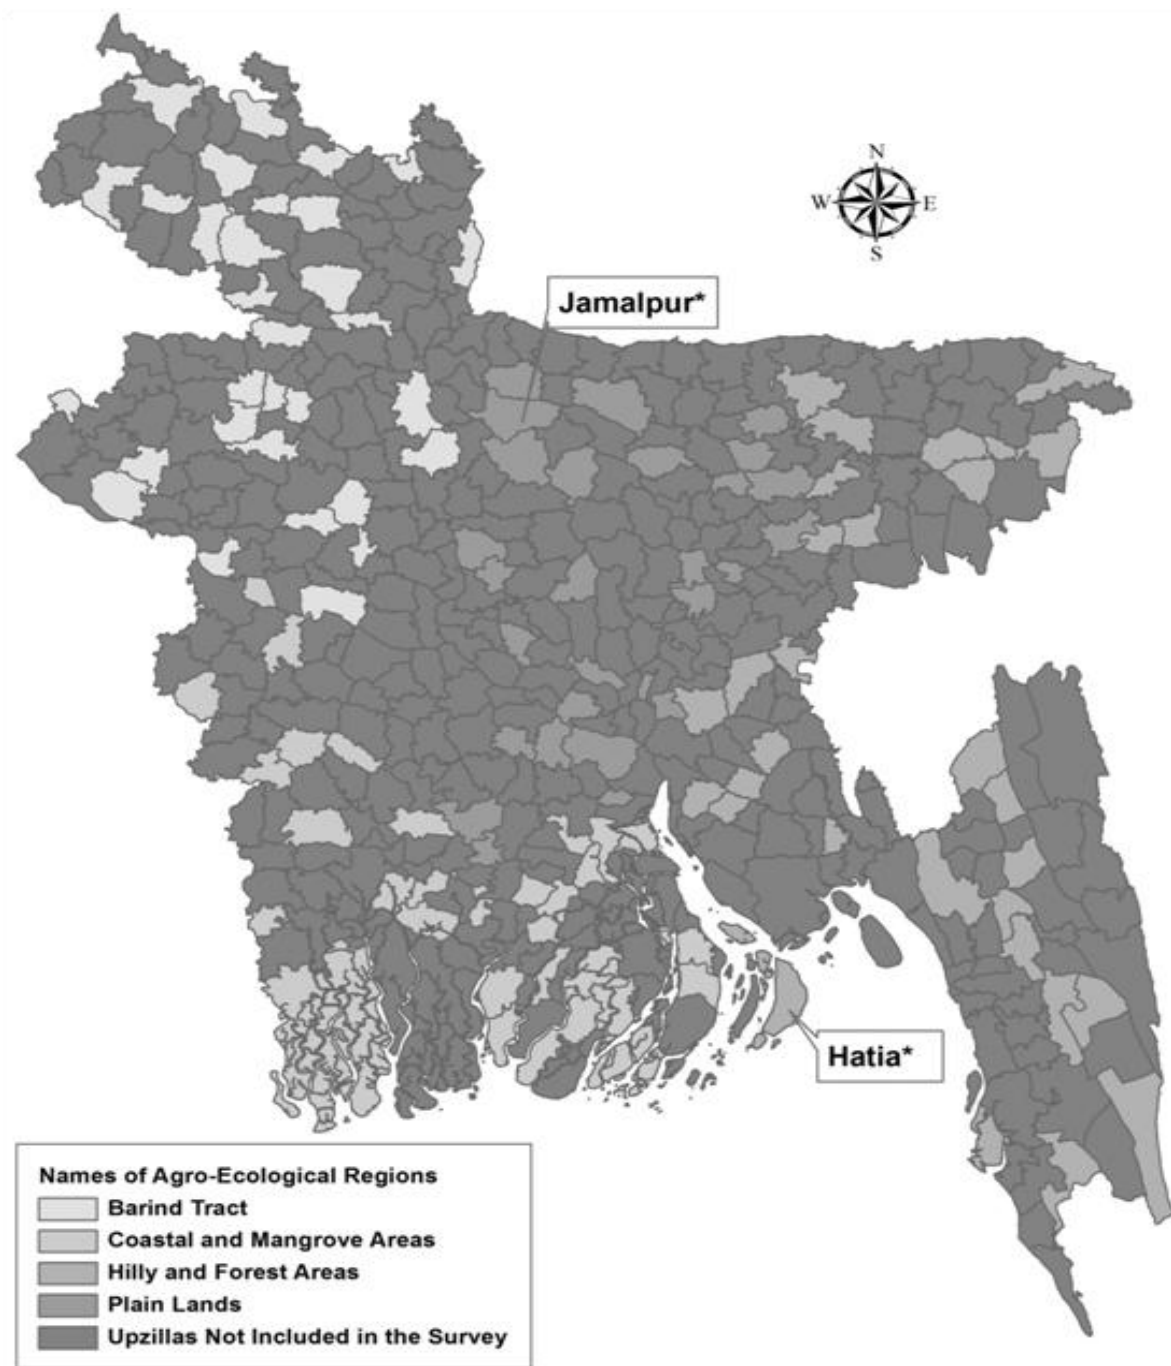 N
W E
S
Jamalpur*
Hatia*
Names of Agro-Ecological Regions
Barind Tract
Coastal and Mangrove Areas
Hilly and Forest Areas
Plain Lands
Upzillas Not Included in the Survey